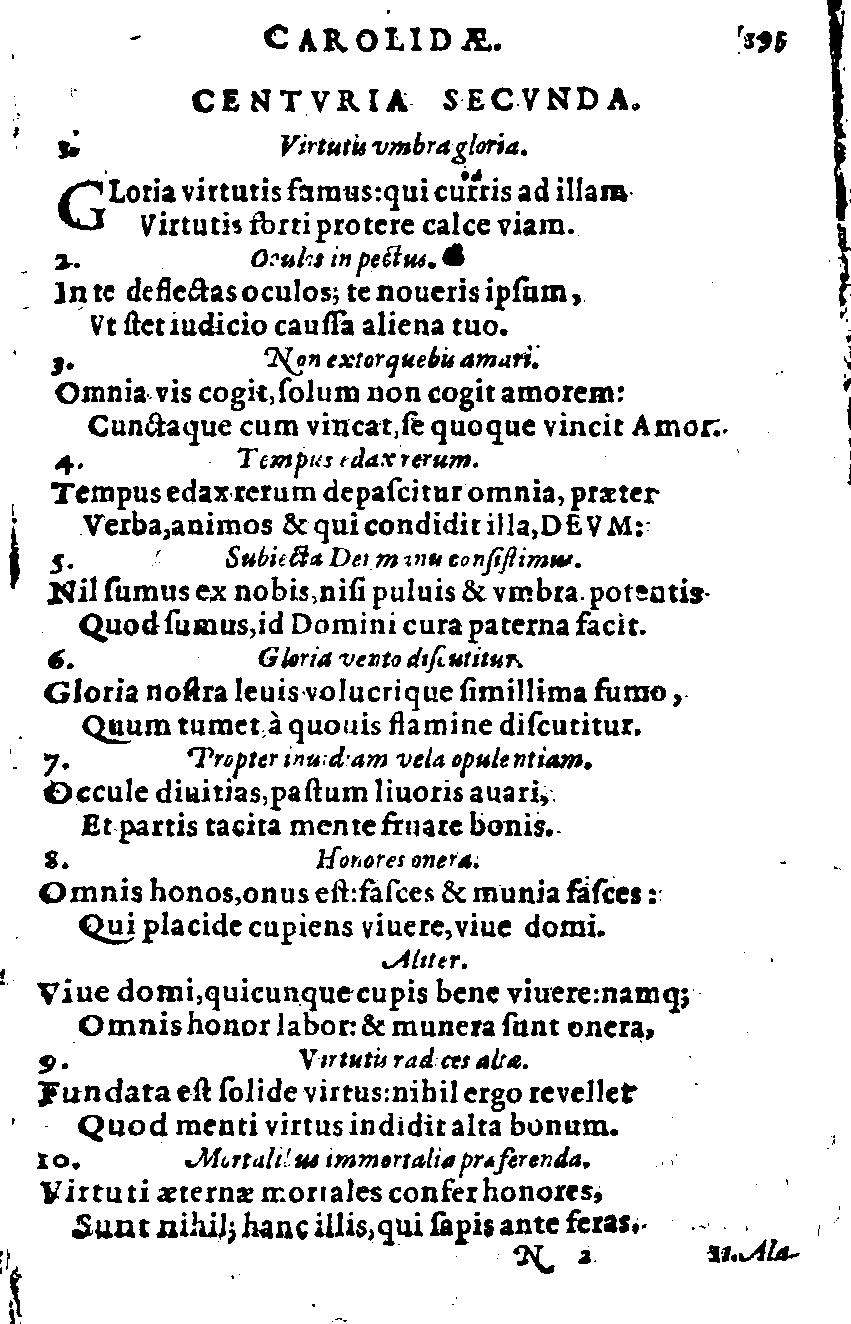 CAROLIDÆ. 195
CENTVRIA SECVNDA.
1. Virtutis vmbra gloria.
GLoria virtutis fumus: qui curris ad illam
Virtutis forti protere calce viam.
2. Oculus in pectus.
In te deflectas oculos; te noueris ipſum,
Vt ſtet iudicio cauſſa aliena tuo.
3. Non extorquebis amari.
Omnia vis cogit, ſolum non cogit amorem:
Cunctaque cum vincat, ſe quoque vincit Amor.
4. Tempus edax rerum.
Tempus edax rerum depaſcitur omnia, præter
Verba, animos & qui condidit illa, DEVM:
5. Subiecta Dei manu conſiſtimus.
Nil ſumus ex nobis, niſi puluis & vmbra. potentis
Quod ſumus, id Domini cura paterna facit.
6. Gloria vento diſcutitur.
Gloria noſtra leuis volucrique ſimillima fumo,
Quum tumet, à quouis flamine diſcutitur.
7. Propter inuidiam vela opulentiam.
Occule diuitias, paſtum liuoris auari,
Et partis tacita mente fruare bonis.
8. Honores onera.
Omnis honos, onus eſt: faſces & munia faſces:
Qui placide cupiens viuere, viue domi.
Aliter.
Viue domi, quicunque cupis bene viuere: namq;
Omnis honor labor: & munera ſunt onera,
9. Virtutis radices altæ.
Fundata eſt ſolide virtus: nihil ergo revellet
Quod menti virtus indidit alta bonum.
10. Mortalibus immortalia præferenda.
Virtuti æternæ mortales confer honores,
Sunt nihil; hanc illis, qui ſapis ante feras.
N 2 11. Ala-